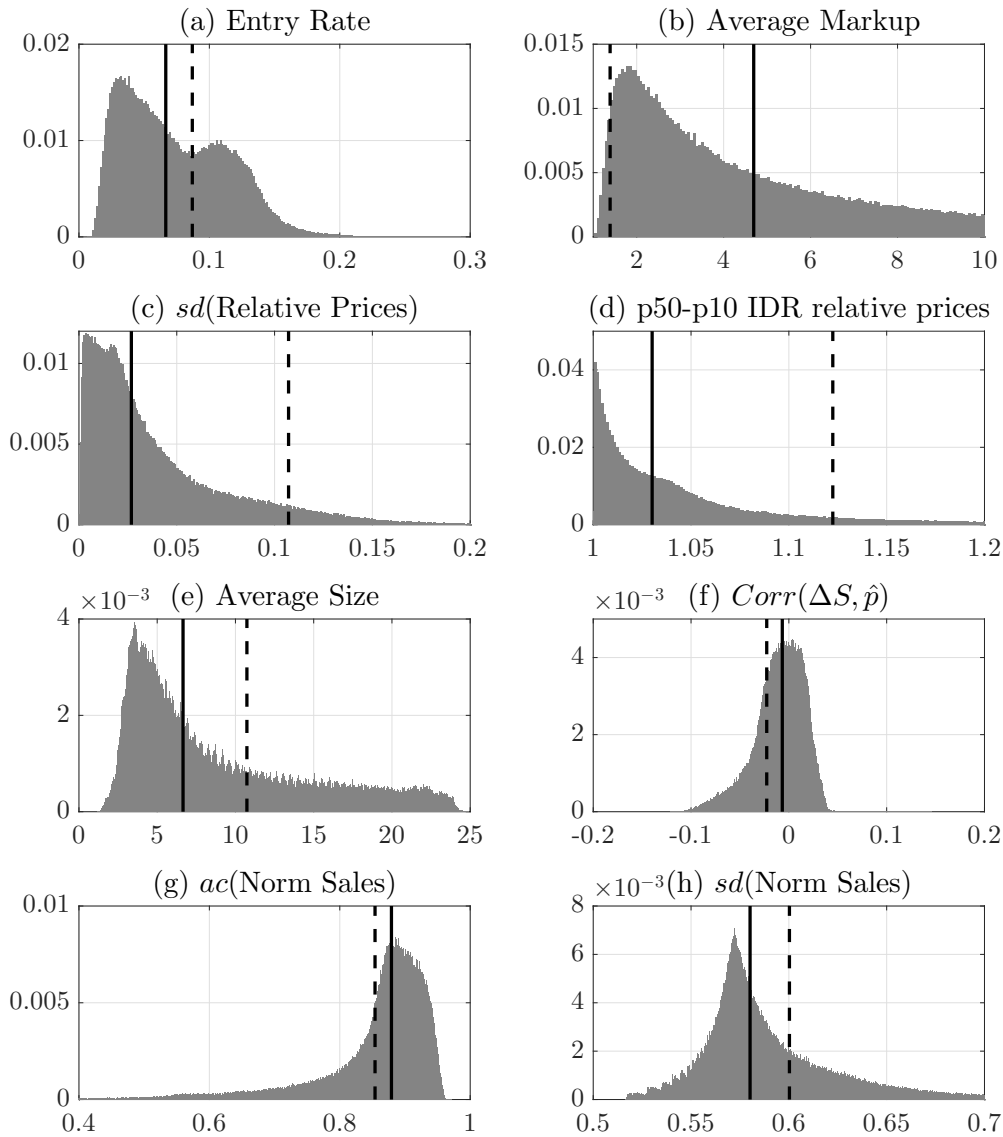 (a) Entry Rate
0.02
0.01
0
0 0.1 0.2 0.3
(b) Average Markup
0.015
0.01
0.005
0
2 4 6 8 10
(c) sd(Relative Prices)
0.01
0.005
0
0 0.05 0.1 0.15 0.2
(d) p50-p10 IDR relative prices
0.04
0.02
0
1 1.05 1.1 1.15 1.2
×10⁻³ (e) Average Size
4
2
0
0 5 10 15 20 25
×10⁻³ (f) Corr(ΔS, p̂)
4
2
0
-0.2 -0.1 0 0.1 0.2
(g) ac(Norm Sales)
0.01
0.005
0
0.4 0.6 0.8 1
×10⁻³ (h) sd(Norm Sales)
8
6
4
2
0
0.5 0.55 0.6 0.65 0.7